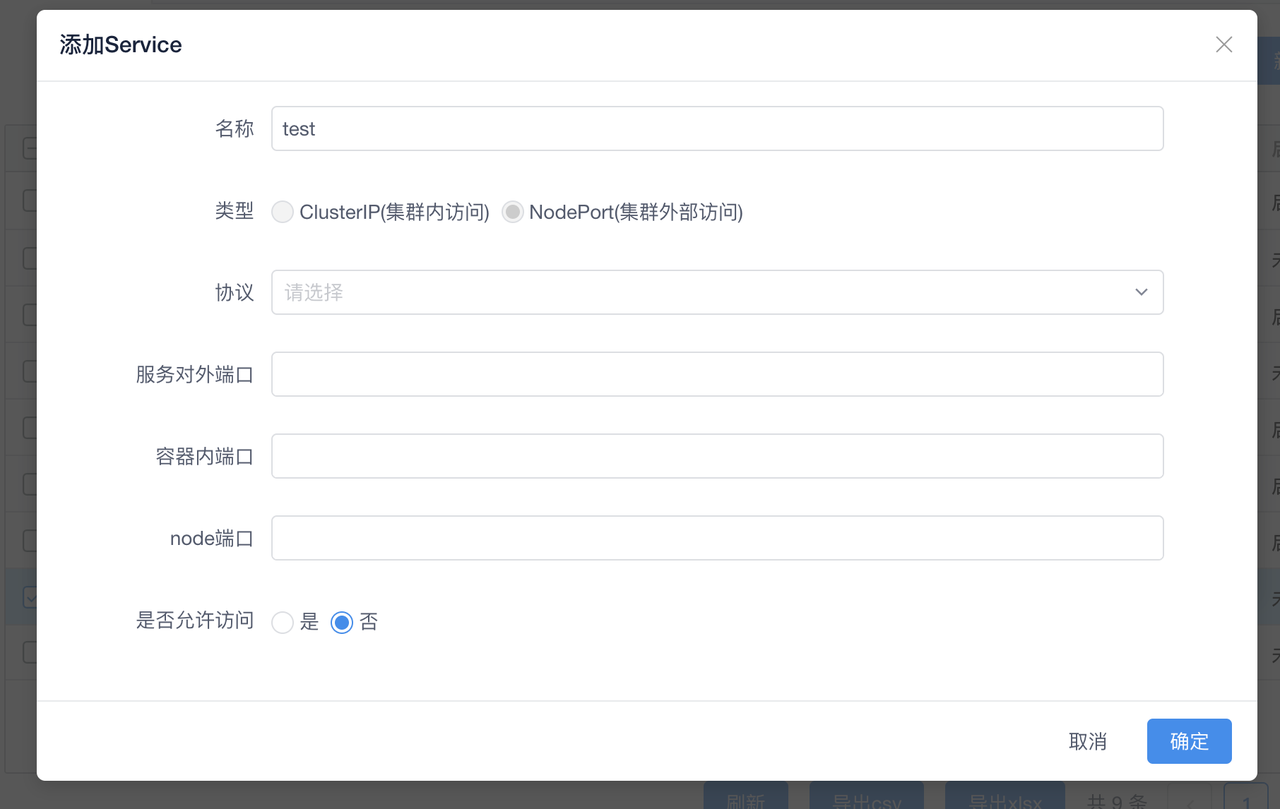 添加Service
名称 test
类型 ClusterIP(集群内访问) NodePort(集群外部访问)
协议 请选择
服务对外端口
容器内端口
node端口
是否允许访问 是 否
取消 确定
刷新 导出csv 导出xlsx 共 9 条 1